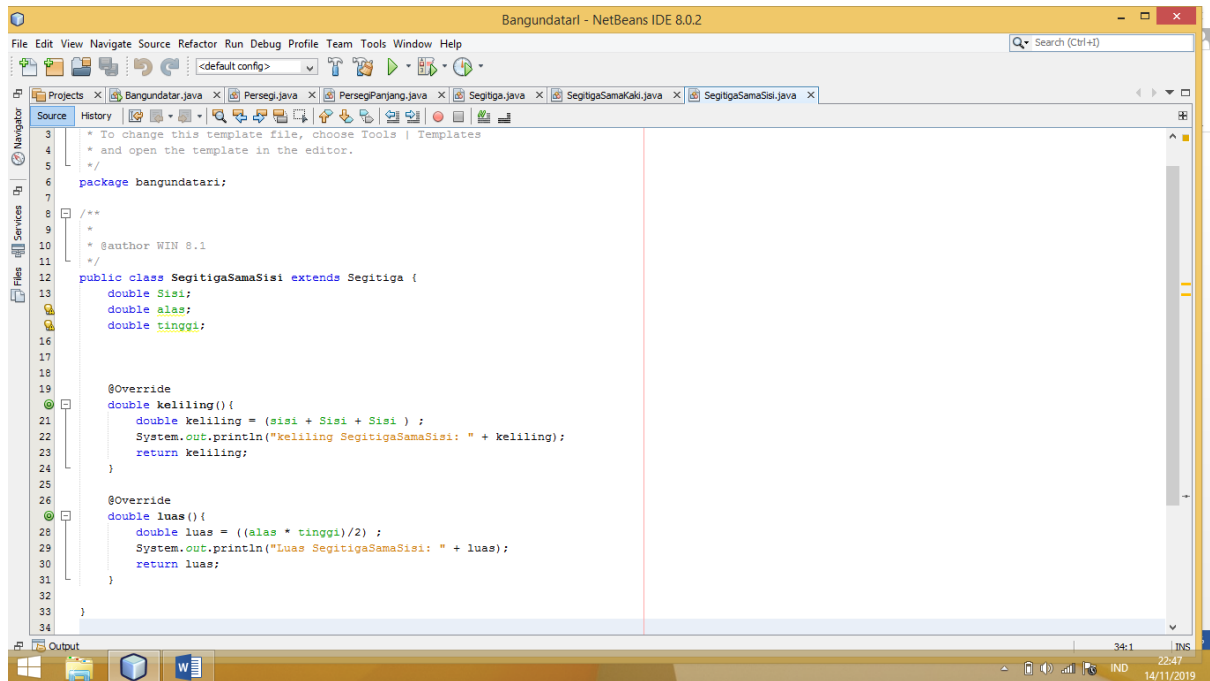 BangundatarI - NetBeans IDE 8.0.2
File Edit View Navigate Source Refactor Run Debug Profile Team Tools Window Help
Search (Ctrl+I)
<default config>
Projects Bangundatar.java Persegi.java PersegiPanjang.java Segitiga.java SegitigaSamaKaki.java SegitigaSamaSisi.java
Source History
Navigator
Services
Files
3 * To change this template file, choose Tools | Templates
4 * and open the template in the editor.
5 */
6 package bangundatari;
7
8 /**
9 *
10 * @author WIN 8.1
11 */
12 public class SegitigaSamaSisi extends Segitiga {
13 double Sisi;
double alas;
double tinggi;
16
17
18
19 @Override
double keliling(){
21 double keliling = (sisi + Sisi + Sisi ) ;
22 System.out.println("keliling SegitigaSamaSisi: " + keliling);
23 return keliling;
24 }
25
26 @Override
double luas(){
28 double luas = ((alas * tinggi)/2) ;
29 System.out.println("Luas SegitigaSamaSisi: " + luas);
30 return luas;
31 }
32
33 }
34
Output
34:1 INS
IND
22:47
14/11/2019